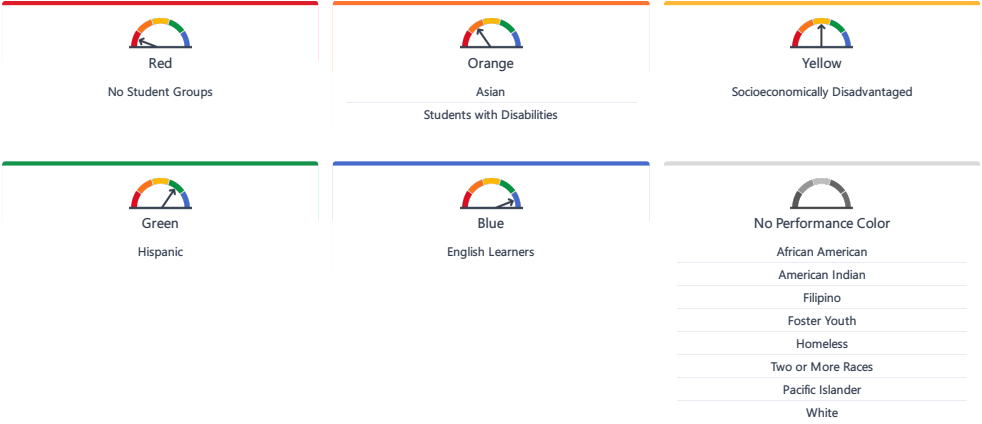 Red
No Student Groups
Orange
Asian
Students with Disabilities
Yellow
Socioeconomically Disadvantaged
Green
Hispanic
Blue
English Learners
No Performance Color
African American
American Indian
Filipino
Foster Youth
Homeless
Two or More Races
Pacific Islander
White